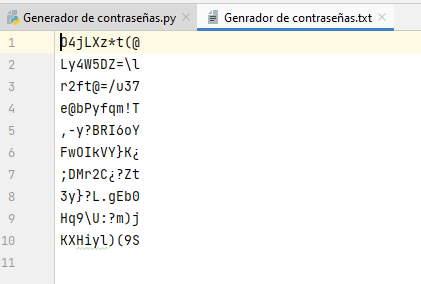 Generador de contraseñas.py Genrador de contraseñas.txt
1 O4jLXz*t(@
2 Ly4W5DZ=\l
3 r2ft@=/u37
4 e@bPyfqm!T
5 ,-y?BRI6oY
6 FwOIkVY}K¿
7 ;DMr2C¿?Zt
8 3y}?L.gEb0
9 Hq9\U:?m)j
10 KXHiyl)(9S
11